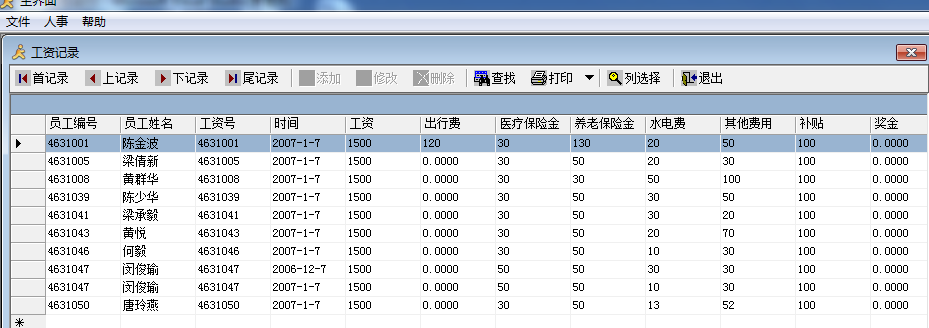 主界面
文件 人事 帮助
工资记录
首记录 上记录 下记录 尾记录 添加 修改 删除 查找 打印 列选择 退出
员工编号 员工姓名 工资号 时间 工资 出行费 医疗保险金 养老保险金 水电费 其他费用 补贴 奖金
4631001 陈金波 4631001 2007-1-7 1500 120 30 130 20 50 100 0.0000
4631005 梁倩新 4631005 2007-1-7 1500 0.0000 30 50 20 30 100 0.0000
4631008 黄群华 4631008 2007-1-7 1500 0.0000 30 30 50 100 100 0.0000
4631039 陈少华 4631039 2007-1-7 1500 0.0000 30 50 30 50 100 0.0000
4631041 梁承毅 4631041 2007-1-7 1500 0.0000 30 50 30 20 100 0.0000
4631043 黄悦 4631043 2007-1-7 1500 0.0000 30 50 20 70 100 0.0000
4631046 何毅 4631046 2007-1-7 1500 0.0000 30 50 10 30 100 0.0000
4631047 闵俊瑜 4631047 2006-12-7 1500 0.0000 50 50 30 30 100 0.0000
4631047 闵俊瑜 4631047 2007-1-7 1500 0.0000 50 50 10 30 100 0.0000
4631050 唐玲燕 4631050 2007-1-7 1500 0.0000 30 50 13 52 100 0.0000